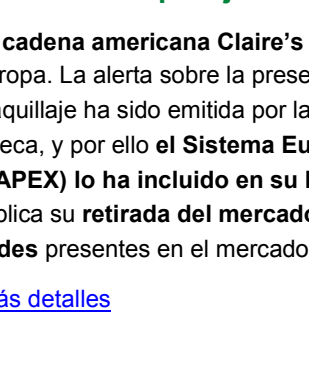 cadena americana Claire's
ropa. La alerta sobre la prese
quillaje ha sido emitida por la
eca, y por ello el Sistema Eu
APEX) lo ha incluido en su
plica su retirada del mercado
des presentes en el mercado
ás detalles